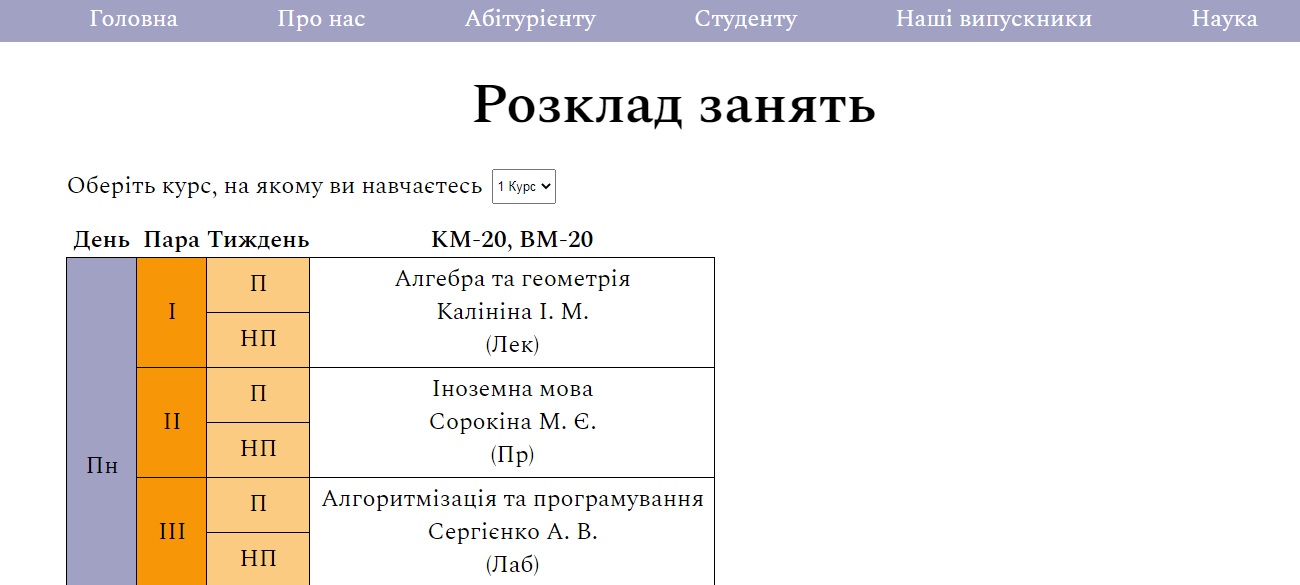 Головна Про нас Абітурієнту Студенту Наші випускники Наука
Розклад занять
Оберіть курс, на якому ви навчаєтесь 1 Курс
День Пара Тиждень КМ-20, ВМ-20
Пн
I
П
НП
Алгебра та геометрія
Калініна І. М.
(Лек)
II
П
НП
Іноземна мова
Сорокіна М. Є.
(Пр)
III
П
НП
Алгоритмізація та програмування
Сергієнко А. В.
(Лаб)